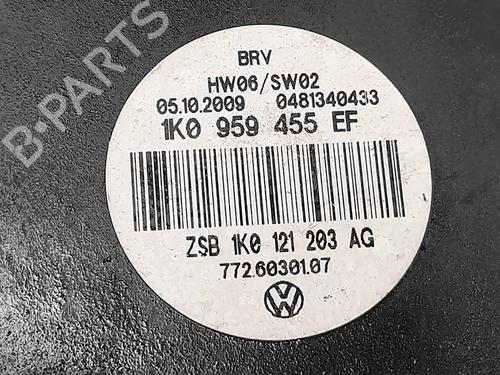 B-PARTS
BRV
HW06/SW02
05.10.2009 0481340433
1K0 959 455 EF
ZSB 1K0 121 203 AG
772.60301.07